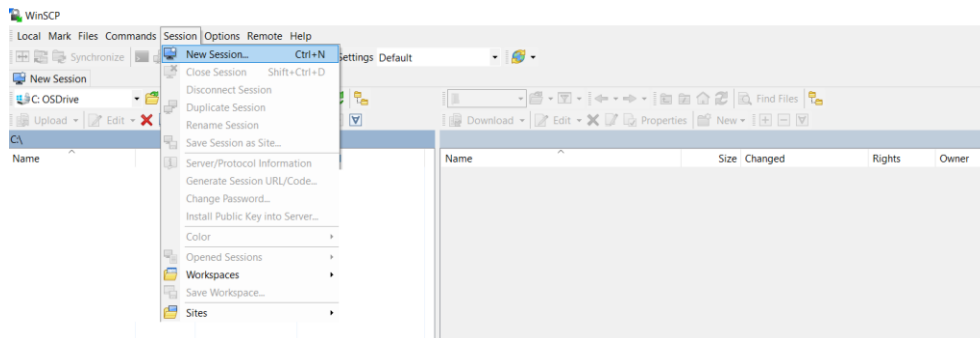 WinSCP
Local Mark Files Commands Session Options Remote Help
Synchronize
New Session... Ctrl+N
Settings Default
New Session
Close Session Shift+Ctrl+D
Disconnect Session
C: OSDrive
Duplicate Session
Find Files
Upload Edit
Rename Session
Download Edit Properties New
Save Session as Site...
C:\
Name
Server/Protocol Information
Name Size Changed Rights Owner
Generate Session URL/Code...
Change Password...
Install Public Key into Server...
Color
Opened Sessions
Workspaces
Save Workspace...
Sites